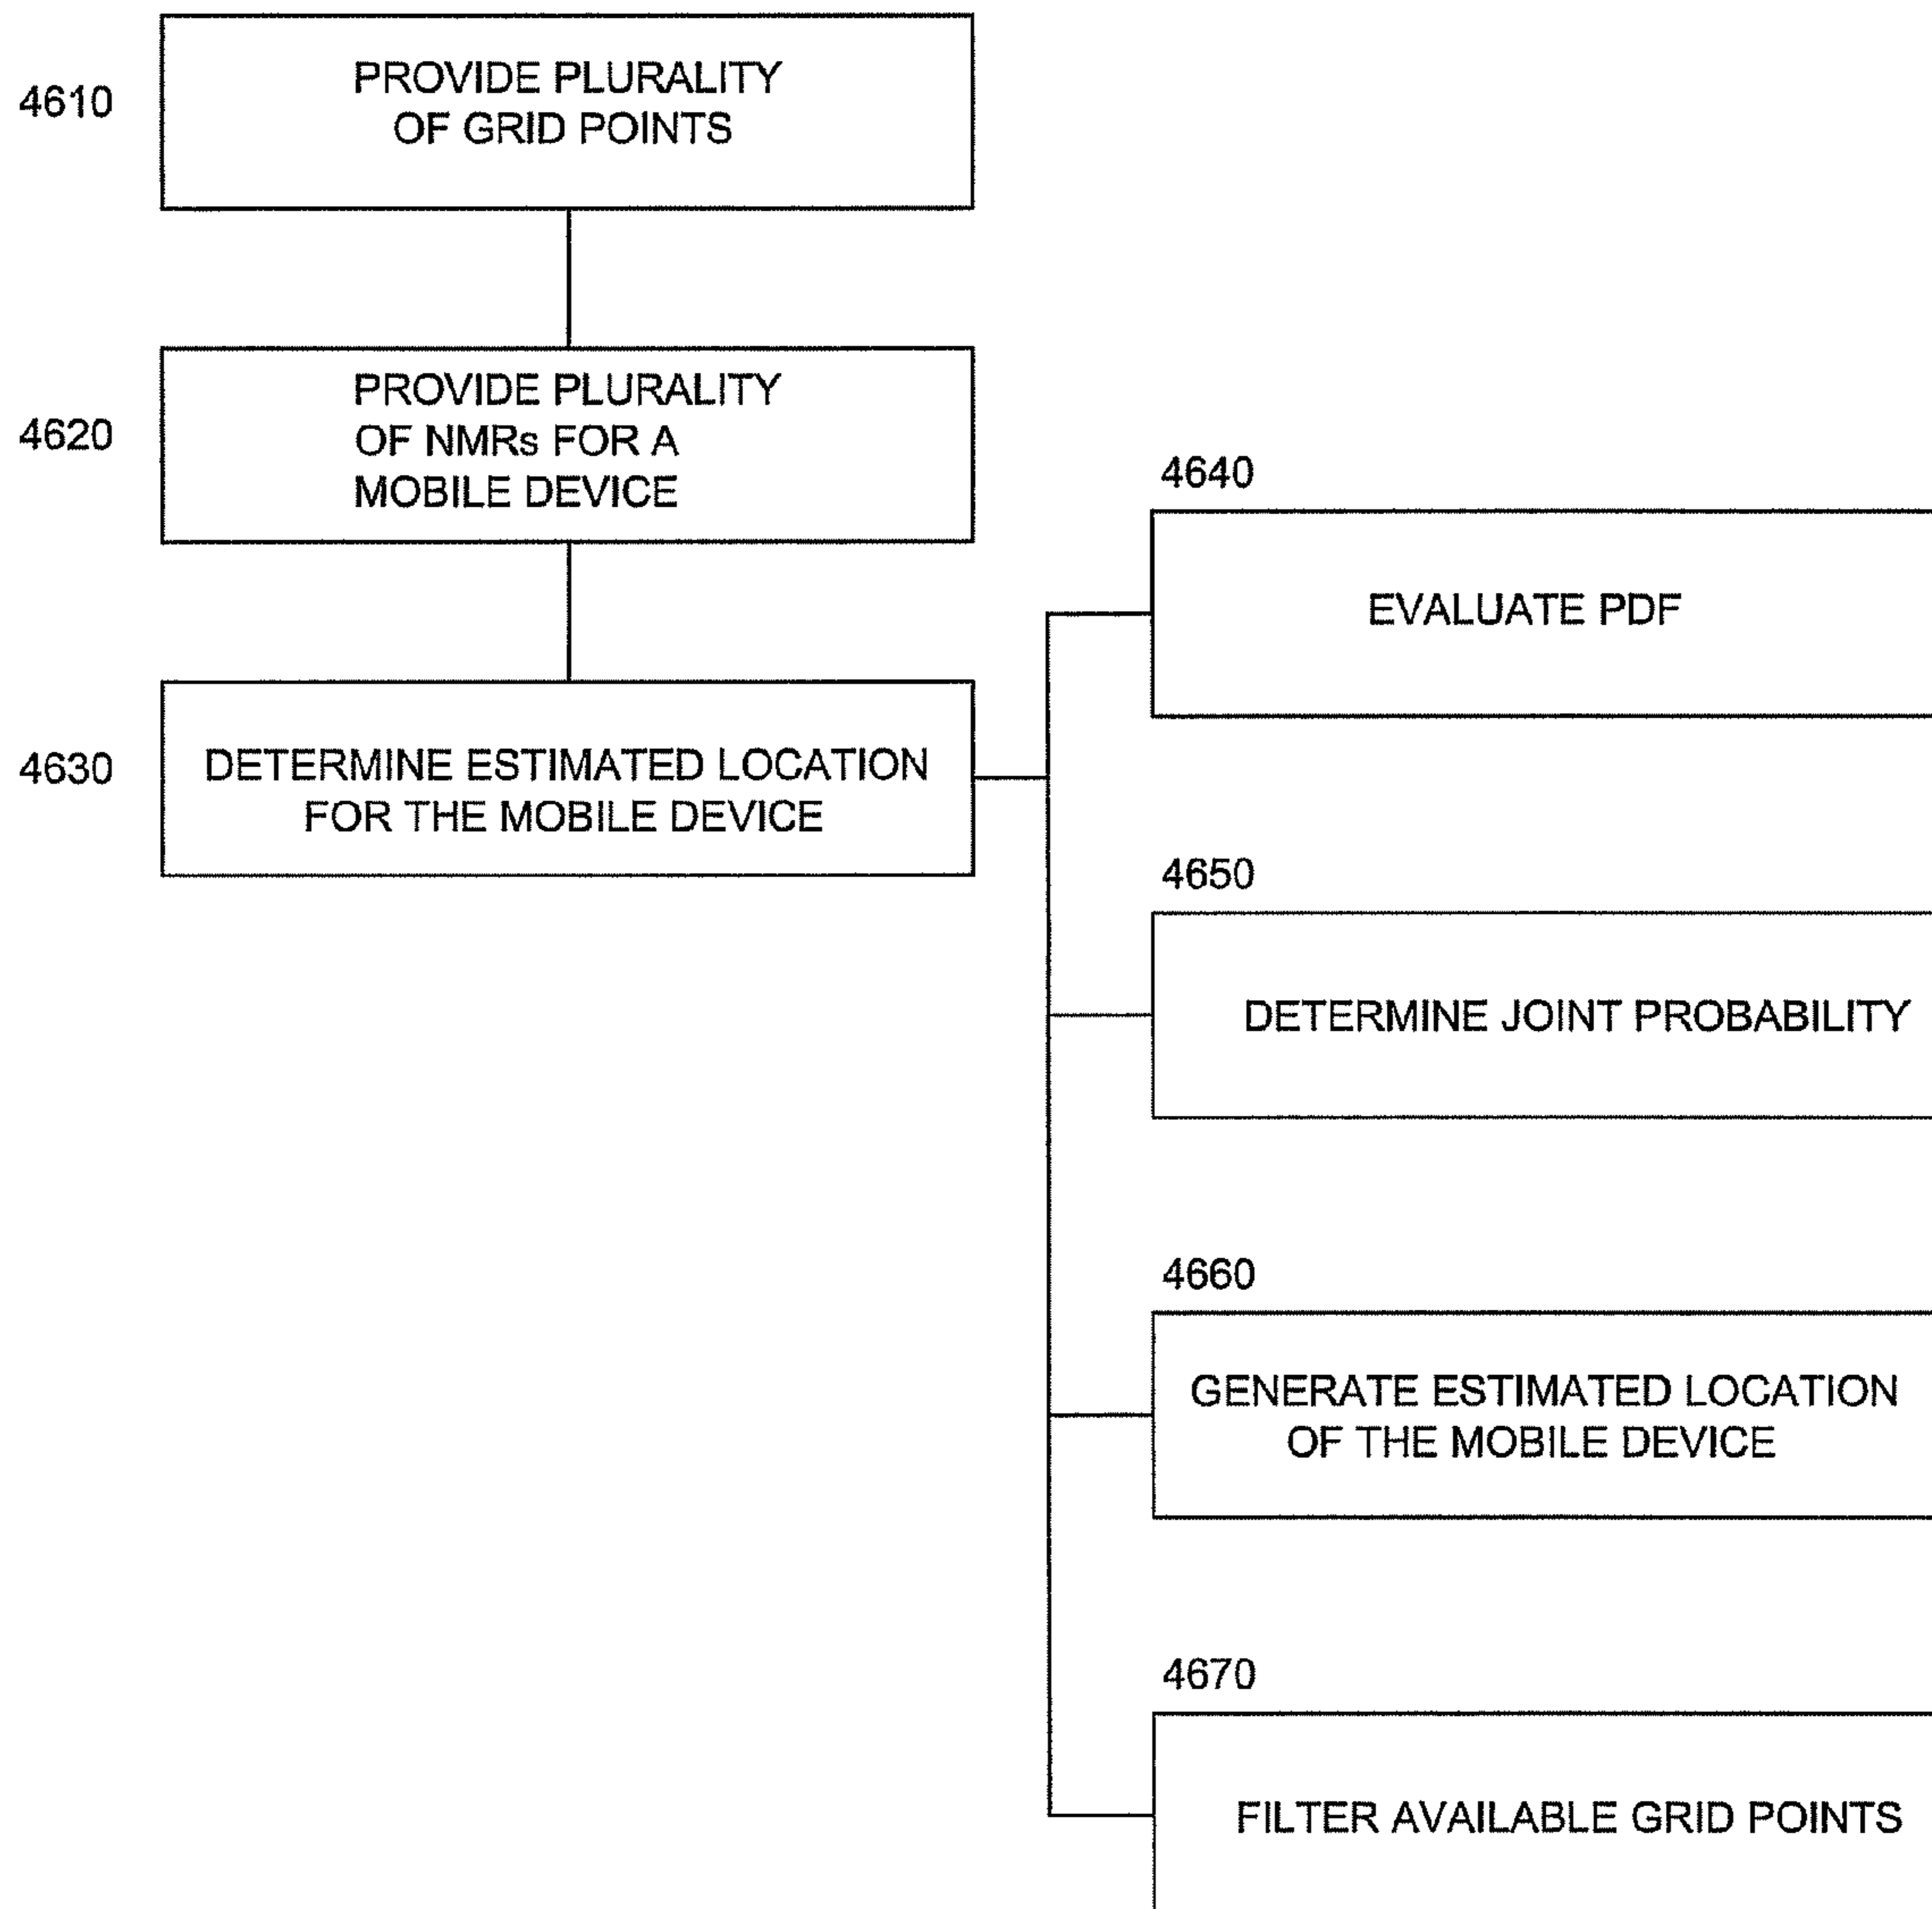 4610
PROVIDE PLURALITY
OF GRID POINTS
4620
PROVIDE PLURALITY
OF NMRs FOR A
MOBILE DEVICE
4630
DETERMINE ESTIMATED LOCATION
FOR THE MOBILE DEVICE
4640
EVALUATE PDF
4650
DETERMINE JOINT PROBABILITY
4660
GENERATE ESTIMATED LOCATION
OF THE MOBILE DEVICE
4670
FILTER AVAILABLE GRID POINTS